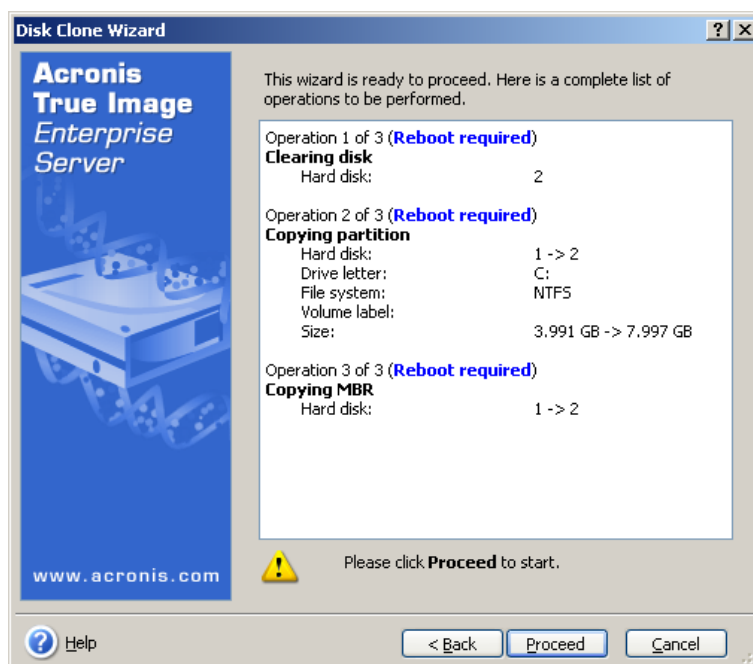 Disk Clone Wizard
Acronis
True Image
Enterprise
Server
www.acronis.com
This wizard is ready to proceed. Here is a complete list of
operations to be performed.
Operation 1 of 3 (Reboot required)
Clearing disk
Hard disk: 2
Operation 2 of 3 (Reboot required)
Copying partition
Hard disk: 1 -> 2
Drive letter: C:
File system: NTFS
Volume label:
Size: 3.991 GB -> 7.997 GB
Operation 3 of 3 (Reboot required)
Copying MBR
Hard disk: 1 -> 2
Please click Proceed to start.
Help
< Back
Proceed
Cancel